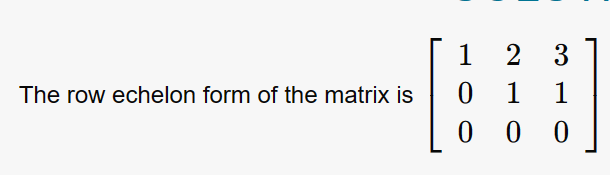 The row echelon form of the matrix is
1 2 3
0 1 1
0 0 0